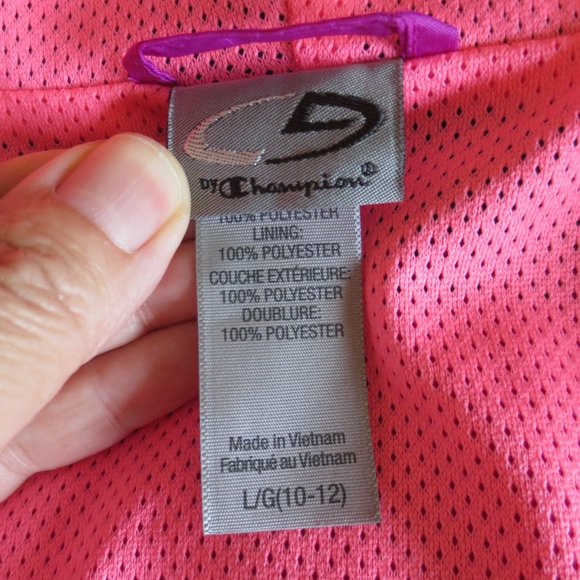 C9
BY Champion®
100% POLYESTER
LINING:
100% POLYESTER
COUCHE EXTÉRIEURE:
100% POLYESTER
DOUBLURE:
100% POLYESTER
Made in Vietnam
Fabriqué au Vietnam
L/G(10-12)